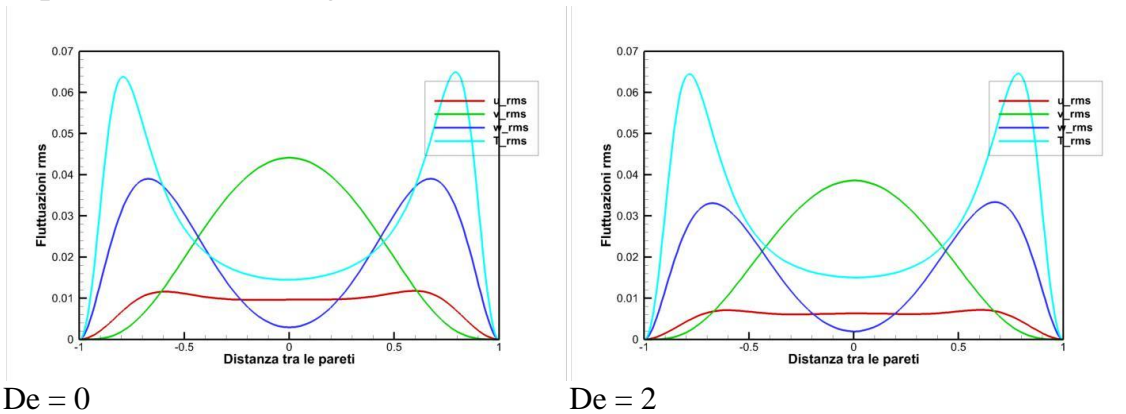 0.07
0.06
0.05
0.04
0.03
0.02
0.01
0
-1
-0.5
0
0.5
1
Fluttuazioni rms
Distanza tra le pareti
u_rms
v_rms
w_rms
T_rms
De = 0
0.07
0.06
0.05
0.04
0.03
0.02
0.01
0
-1
-0.5
0
0.5
1
Fluttuazioni rms
Distanza tra le pareti
u_rms
v_rms
w_rms
T_rms
De = 2